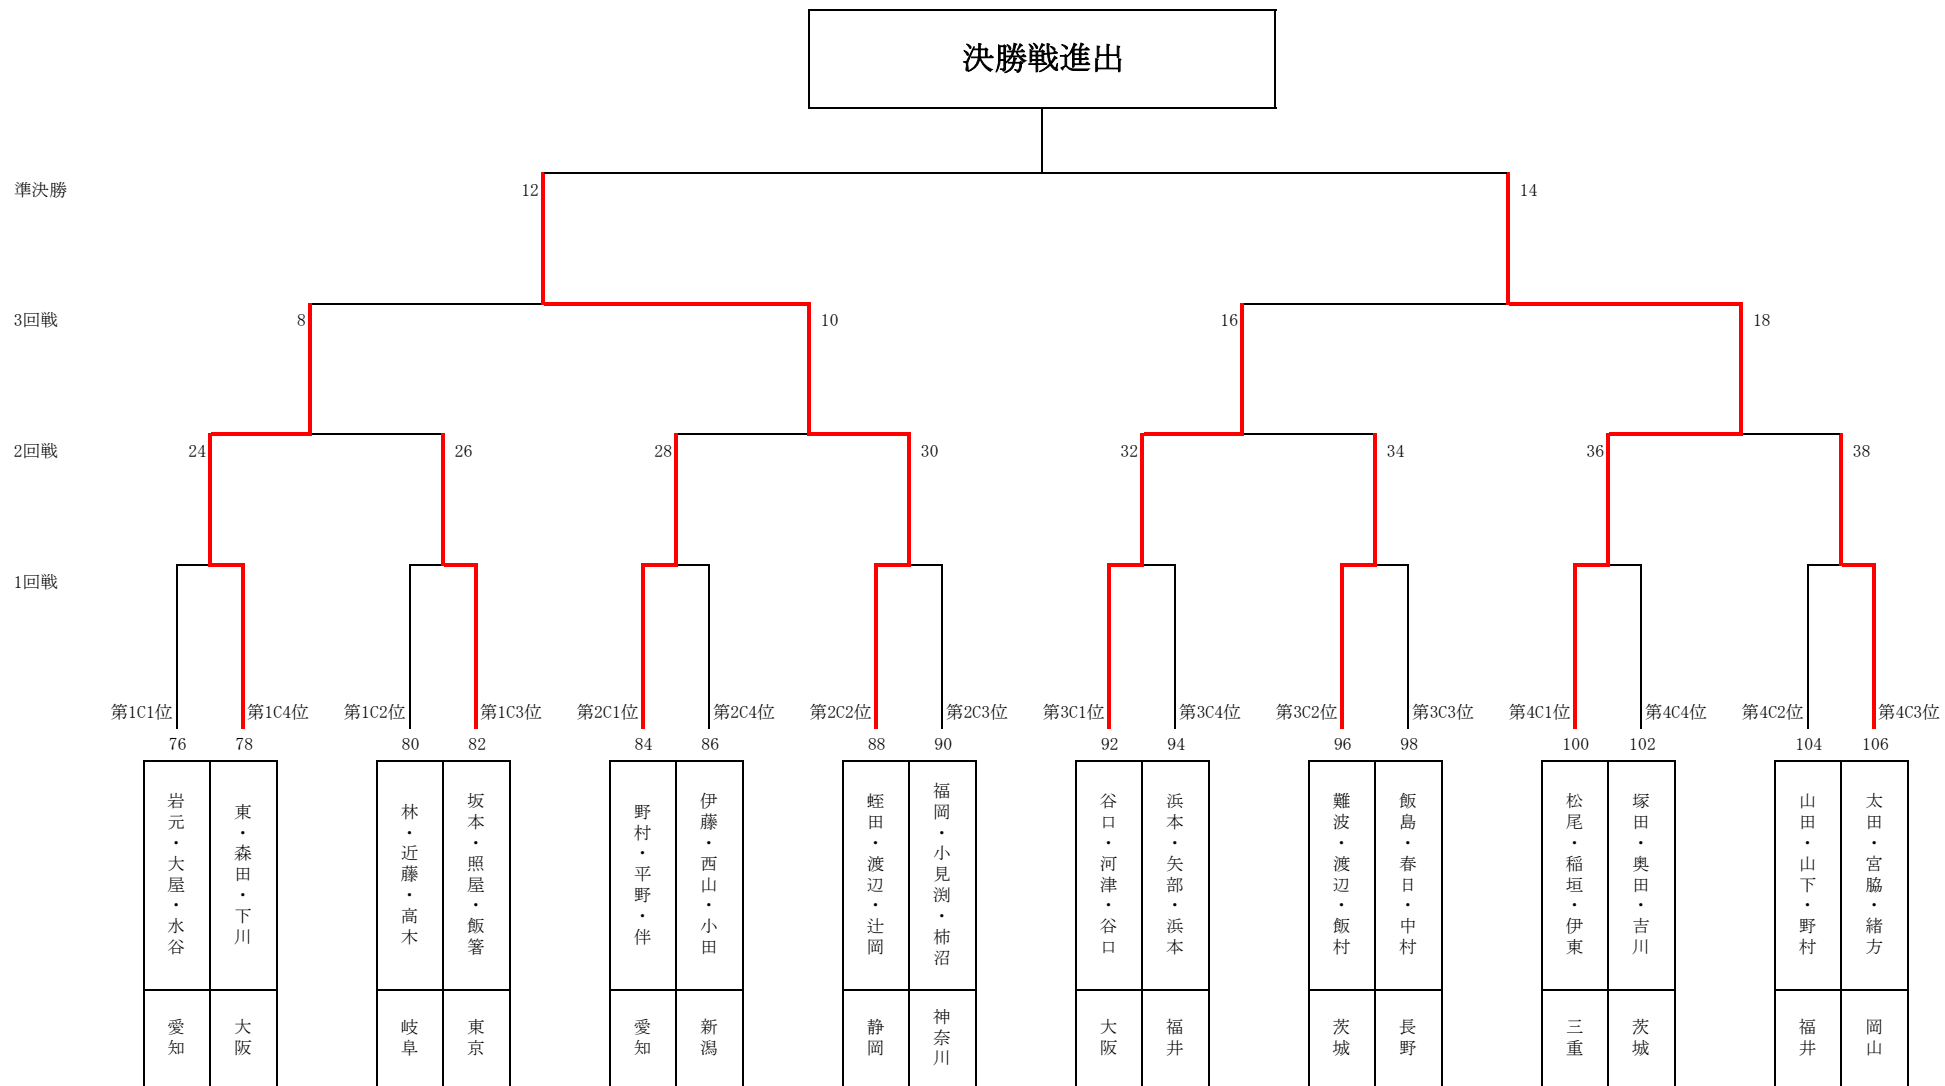 決勝戦進出
準決勝
12
14
3回戦
8
10
16
18
2回戦
24
26
28
30
32
34
36
38
1回戦
第1C1位
第1C4位
第1C2位
第1C3位
第2C1位
第2C4位
第2C2位
第2C3位
第3C1位
第3C4位
第3C2位
第3C3位
第4C1位
第4C4位
第4C2位
第4C3位
76
78
80
82
84
86
88
90
92
94
96
98
100
102
104
106
岩元・大屋・水谷
東・森田・下川
林・近藤・高木
坂本・照屋・飯箸
野村・平野・伴
伊藤・西山・小田
蛭田・渡辺・辻岡
福岡・小見渕・柿沼
谷口・河津・谷口
浜本・矢部・浜本
難波・渡辺・飯村
飯島・春日・中村
松尾・稲垣・伊東
塚田・奥田・吉川
山田・山下・野村
太田・宮脇・緒方
愛知
大阪
岐阜
東京
愛知
新潟
静岡
神奈川
大阪
福井
茨城
長野
三重
茨城
福井
岡山